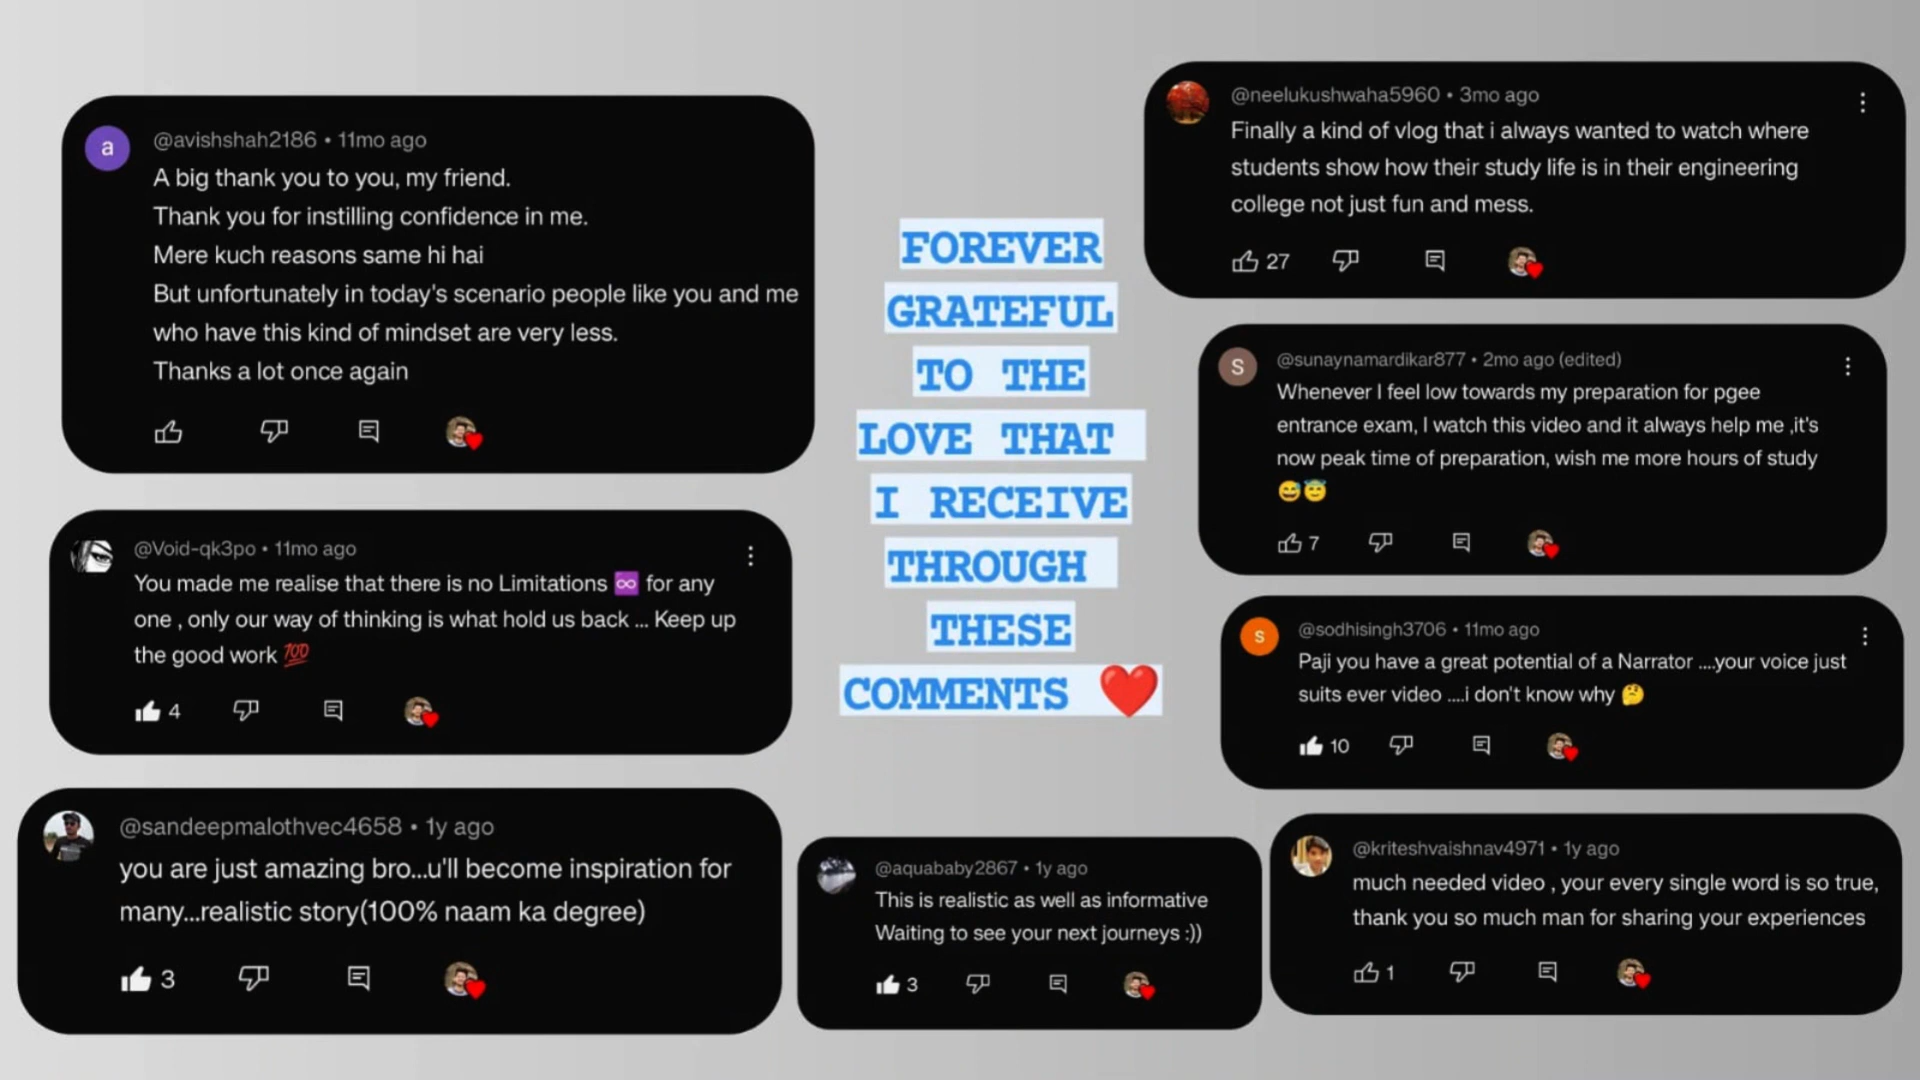 a
@avishshah2186 • 11mo ago
A big thank you to you, my friend.
Thank you for instilling confidence in me.
Mere kuch reasons same hi hai
But unfortunately in today's scenario people like you and me
who have this kind of mindset are very less.
Thanks a lot once again
@Void-qk3po • 11mo ago
You made me realise that there is no Limitations ♾️ for any
one , only our way of thinking is what hold us back ... Keep up
the good work 💯
4
@sandeepmalothvec4658 • 1y ago
you are just amazing bro...u'll become inspiration for
many...realistic story(100% naam ka degree)
3
FOREVER
GRATEFUL
TO THE
LOVE THAT
I RECEIVE
THROUGH
THESE
COMMENTS ❤️
@aquababy2867 • 1y ago
This is realistic as well as informative
Waiting to see your next journeys :))
3
@neelukushwaha5960 • 3mo ago
Finally a kind of vlog that i always wanted to watch where
students show how their study life is in their engineering
college not just fun and mess.
27
S
@sunaynamardikar877 • 2mo ago (edited)
Whenever I feel low towards my preparation for pgee
entrance exam, I watch this video and it always help me ,it's
now peak time of preparation, wish me more hours of study
😅😇
7
s
@sodhisingh3706 • 11mo ago
Paji you have a great potential of a Narrator ....your voice just
suits ever video ....i don't know why 🤔
10
@kriteshvaishnav4971 • 1y ago
much needed video , your every single word is so true,
thank you so much man for sharing your experiences
1